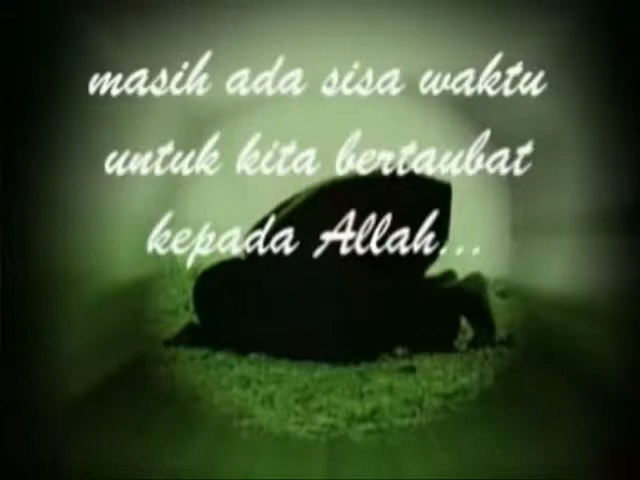 masih ada sisa waktu
untuk kita bertaubat
kepada Allah...